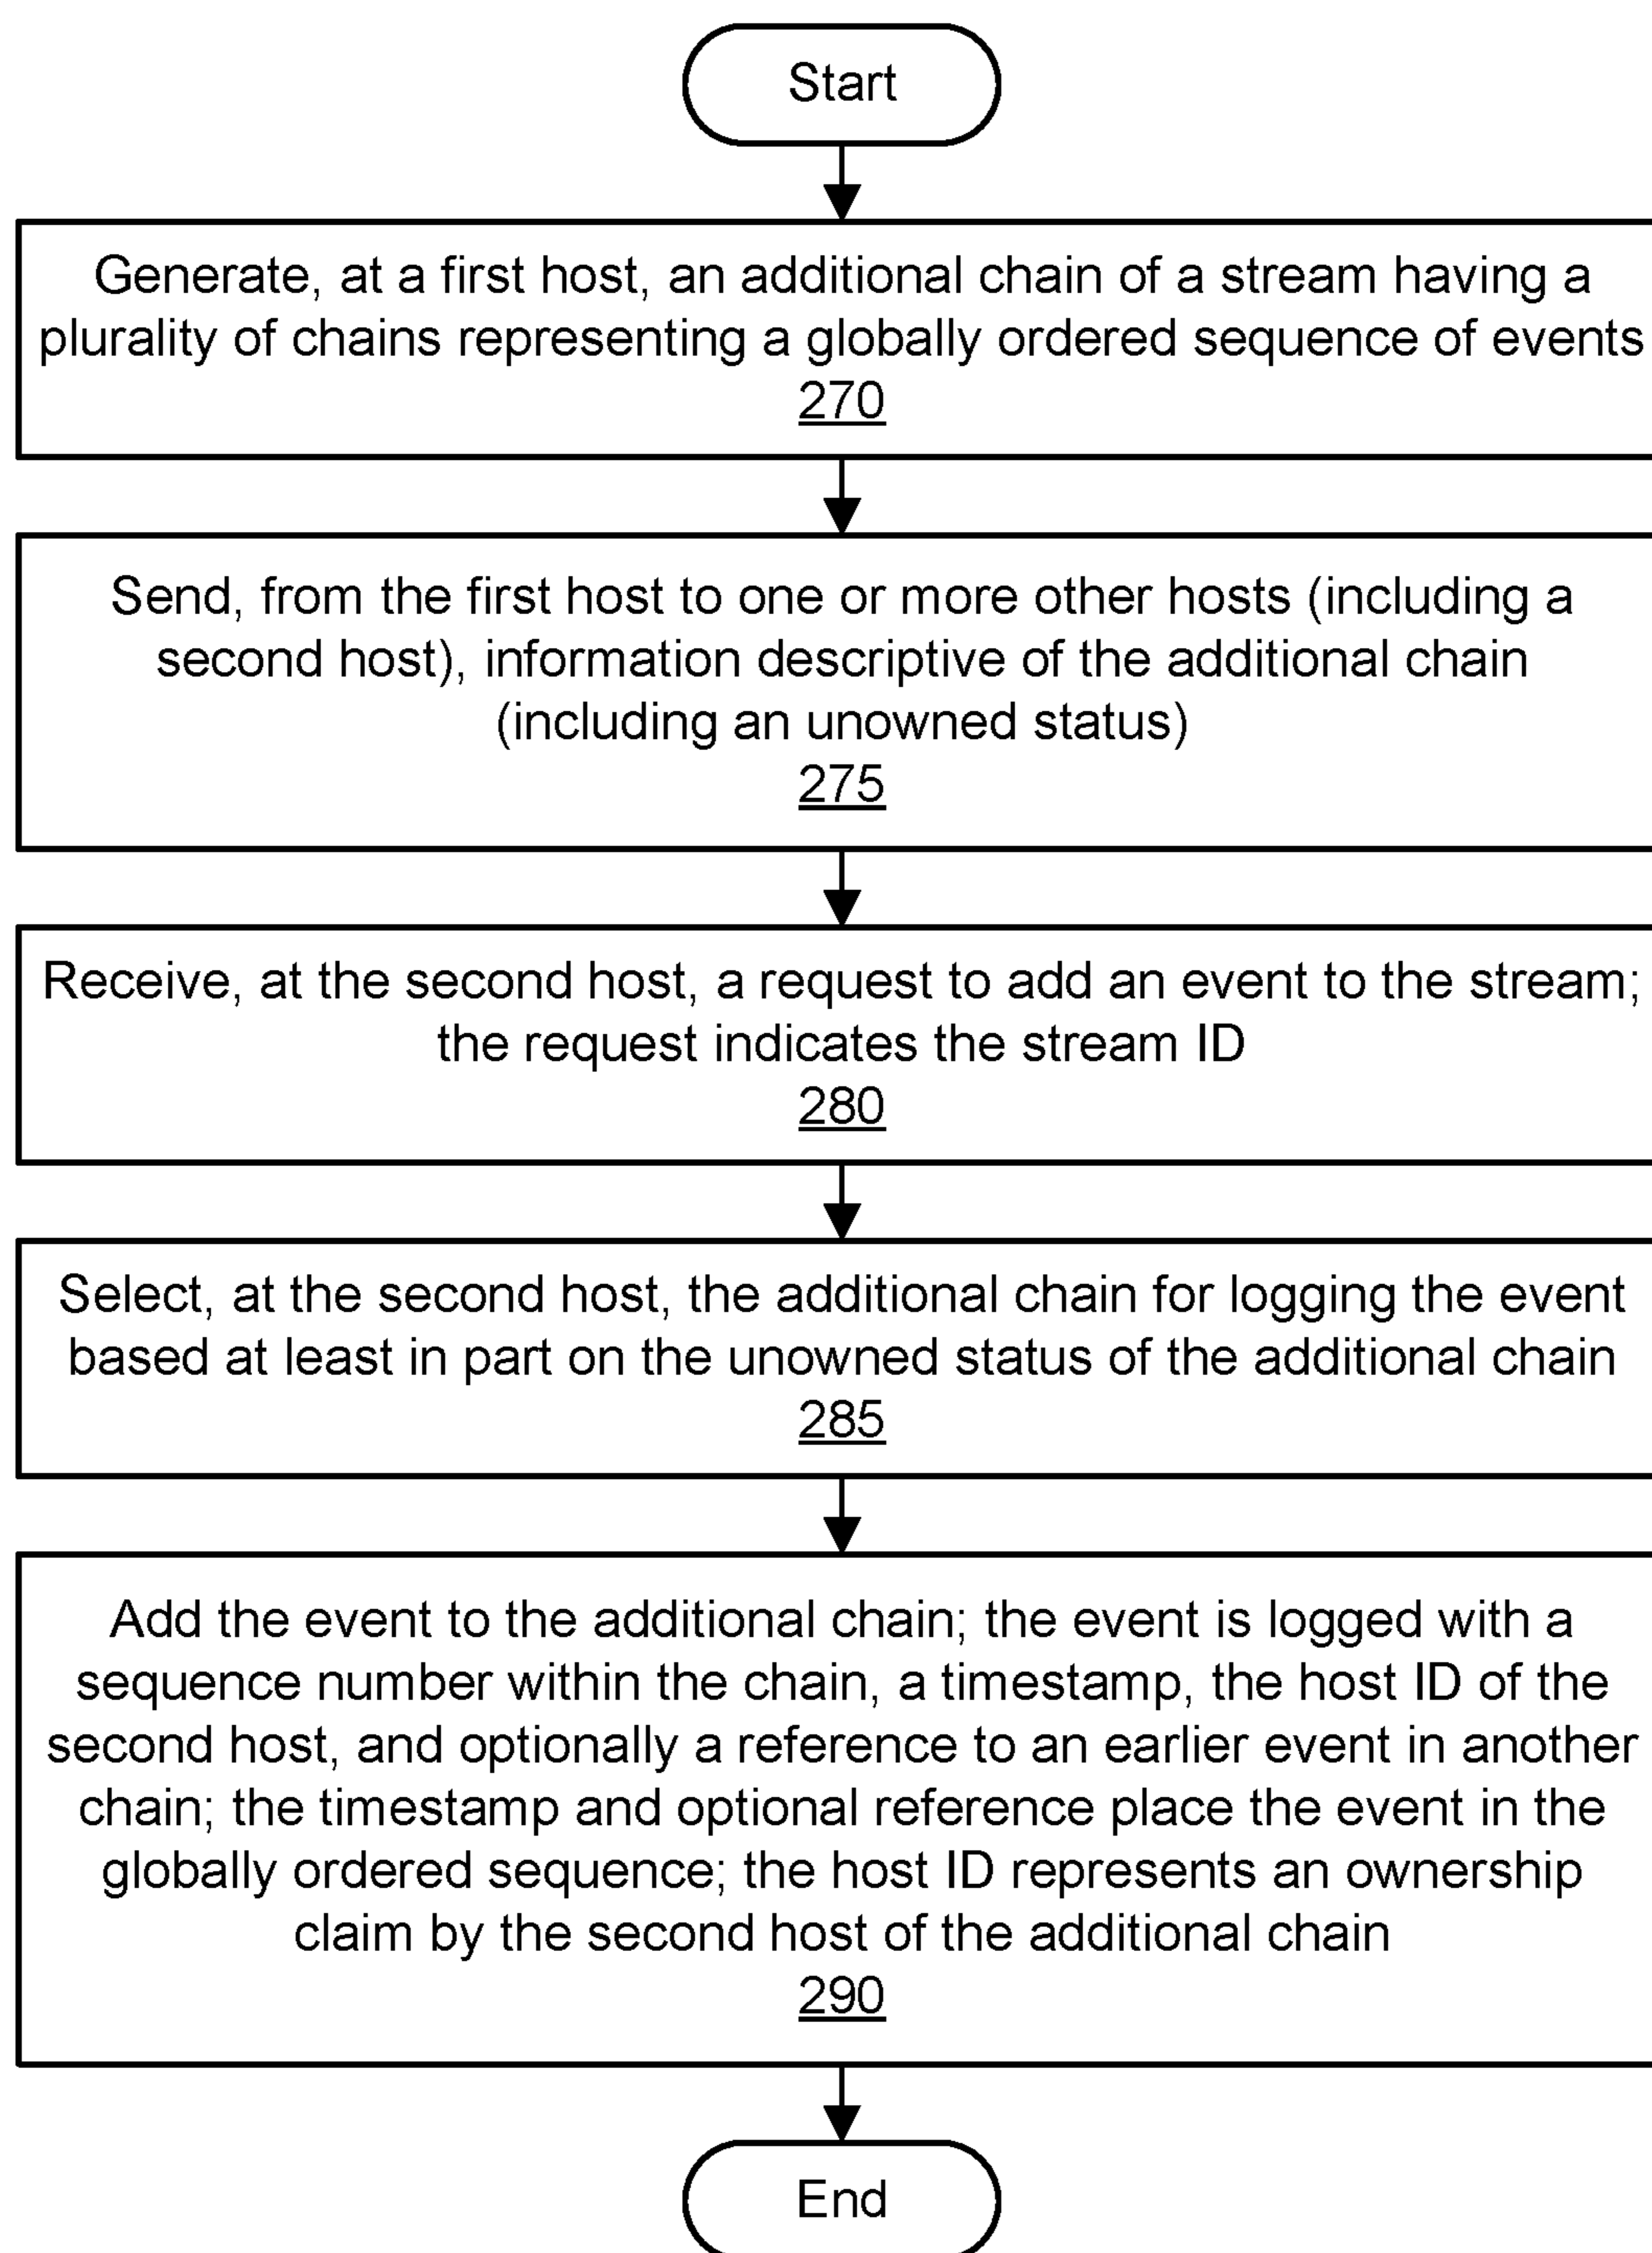 Start
Generate, at a first host, an additional chain of a stream having a
plurality of chains representing a globally ordered sequence of events
270
Send, from the first host to one or more other hosts (including a
second host), information descriptive of the additional chain
(including an unowned status)
275
Receive, at the second host, a request to add an event to the stream;
the request indicates the stream ID
280
Select, at the second host, the additional chain for logging the event
based at least in part on the unowned status of the additional chain
285
Add the event to the additional chain; the event is logged with a
sequence number within the chain, a timestamp, the host ID of the
second host, and optionally a reference to an earlier event in another
chain; the timestamp and optional reference place the event in the
globally ordered sequence; the host ID represents an ownership
claim by the second host of the additional chain
290
End